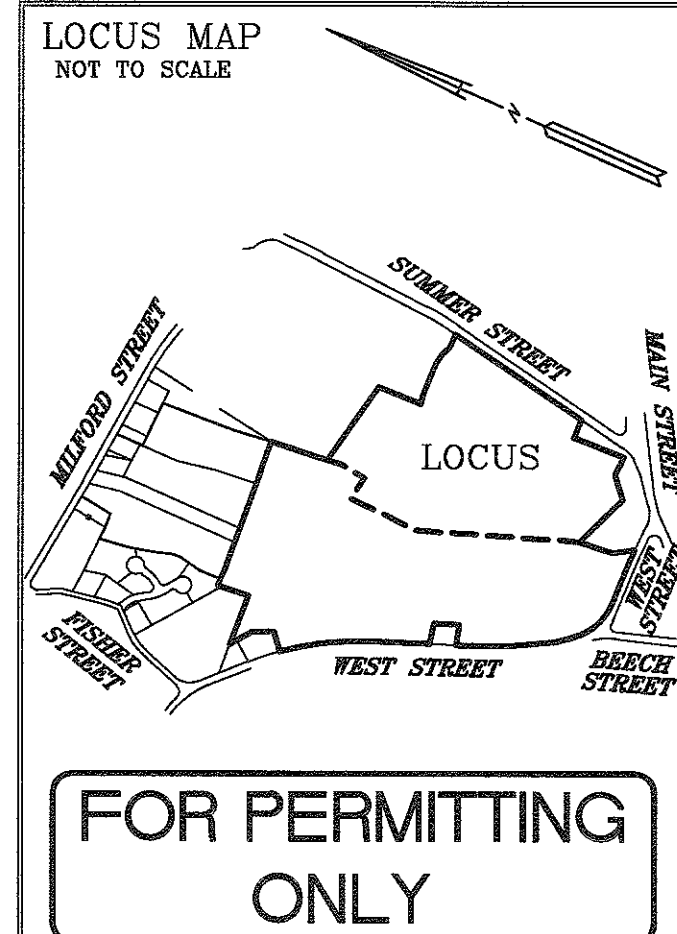 LOCUS MAP
NOT TO SCALE
N
SUMMER STREET
MILFORD STREET
MAIN STREET
LOCUS
WEST
STREET
FISHER
STREET
WEST STREET
BEECH
STREET
FOR PERMITTING
ONLY